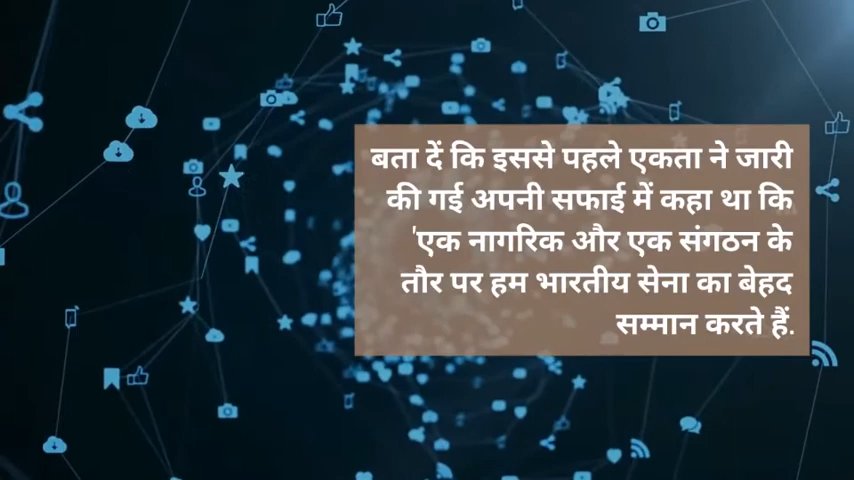 बता दें कि इससे पहले एकता ने जारी
की गई अपनी सफाई में कहा था कि
'एक नागरिक और एक संगठन के
तौर पर हम भारतीय सेना का बेहद
सम्मान करते हैं.